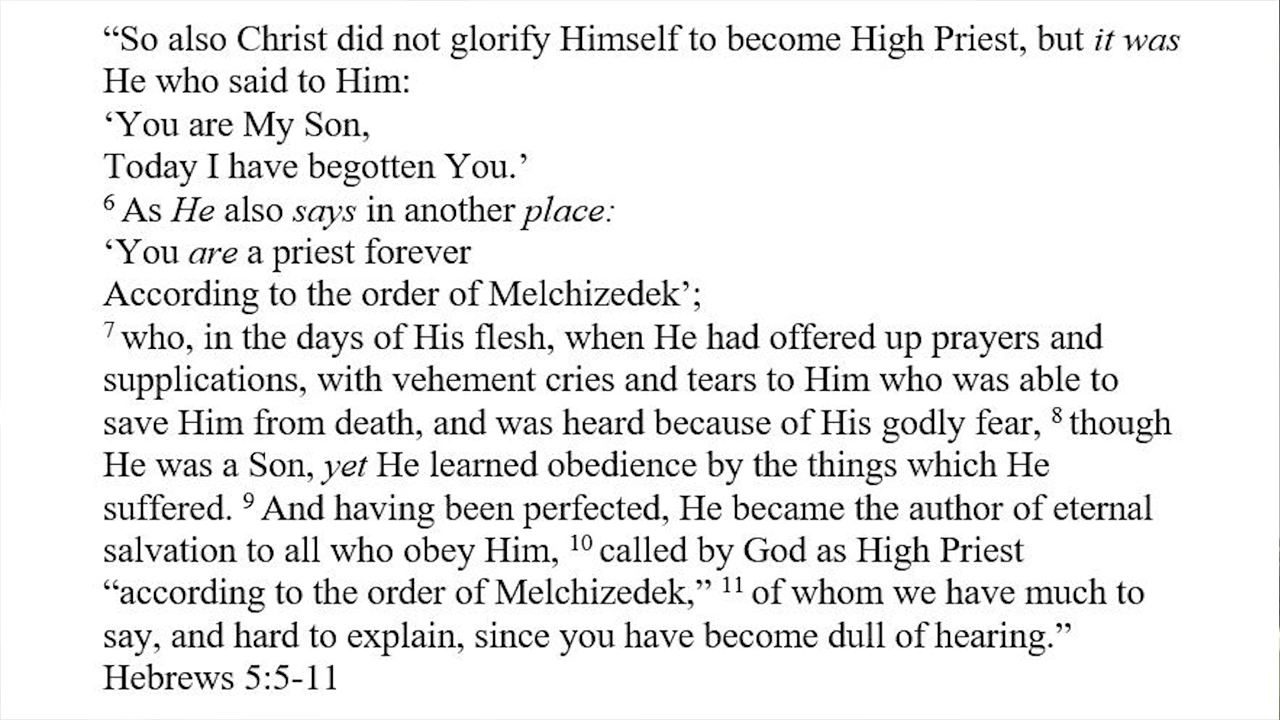 “So also Christ did not glorify Himself to become High Priest, but it was
He who said to Him:
‘You are My Son,
Today I have begotten You.’
6 As He also says in another place:
‘You are a priest forever
According to the order of Melchizedek’;
7 who, in the days of His flesh, when He had offered up prayers and
supplications, with vehement cries and tears to Him who was able to
save Him from death, and was heard because of His godly fear, 8 though
He was a Son, yet He learned obedience by the things which He
suffered. 9 And having been perfected, He became the author of eternal
salvation to all who obey Him, 10 called by God as High Priest
“according to the order of Melchizedek,” 11 of whom we have much to
say, and hard to explain, since you have become dull of hearing.”
Hebrews 5:5-11